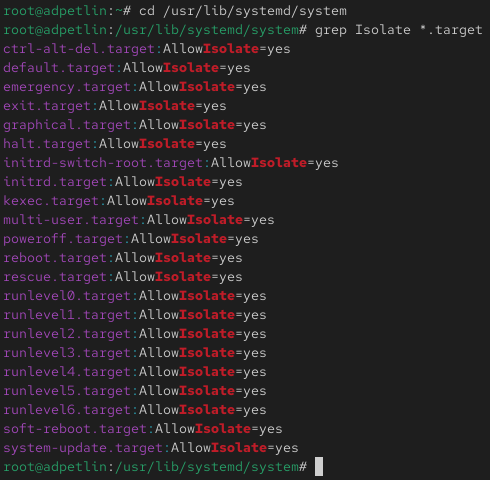 root@adpetlin:~# cd /usr/lib/systemd/system
root@adpetlin:/usr/lib/systemd/system# grep Isolate *.target
ctrl-alt-del.target:AllowIsolate=yes
default.target:AllowIsolate=yes
emergency.target:AllowIsolate=yes
exit.target:AllowIsolate=yes
graphical.target:AllowIsolate=yes
halt.target:AllowIsolate=yes
initrd-switch-root.target:AllowIsolate=yes
initrd.target:AllowIsolate=yes
kexec.target:AllowIsolate=yes
multi-user.target:AllowIsolate=yes
poweroff.target:AllowIsolate=yes
reboot.target:AllowIsolate=yes
rescue.target:AllowIsolate=yes
runlevel0.target:AllowIsolate=yes
runlevel1.target:AllowIsolate=yes
runlevel2.target:AllowIsolate=yes
runlevel3.target:AllowIsolate=yes
runlevel4.target:AllowIsolate=yes
runlevel5.target:AllowIsolate=yes
runlevel6.target:AllowIsolate=yes
soft-reboot.target:AllowIsolate=yes
system-update.target:AllowIsolate=yes
root@adpetlin:/usr/lib/systemd/system#